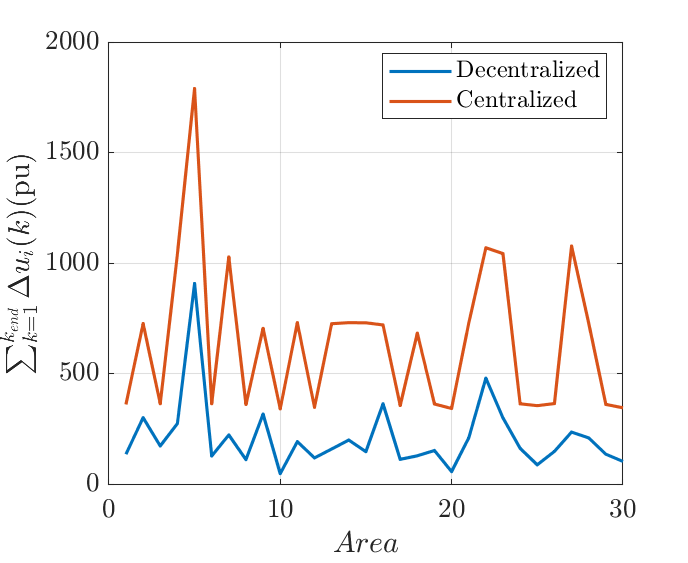 2000
1500
1000
500
0
0 10 20 30
Area
∑_{k=1}^{k_{end}} Δu_i(k)(pu)
Decentralized
Centralized